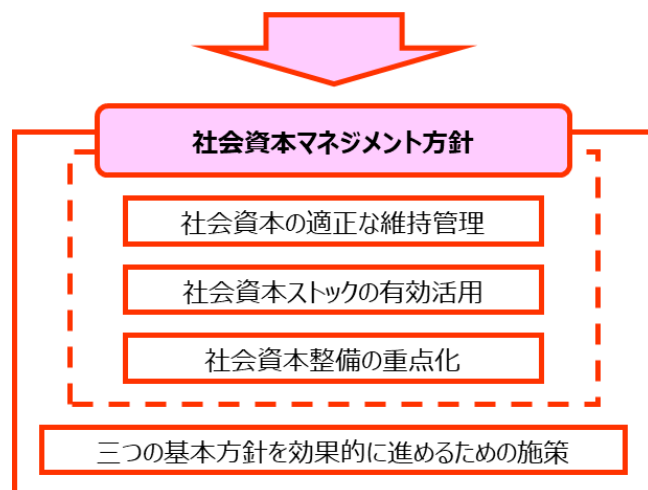 社会資本マネジメント方針
社会資本の適正な維持管理
社会資本ストックの有効活用
社会資本整備の重点化
三つの基本方針を効果的に進めるための施策